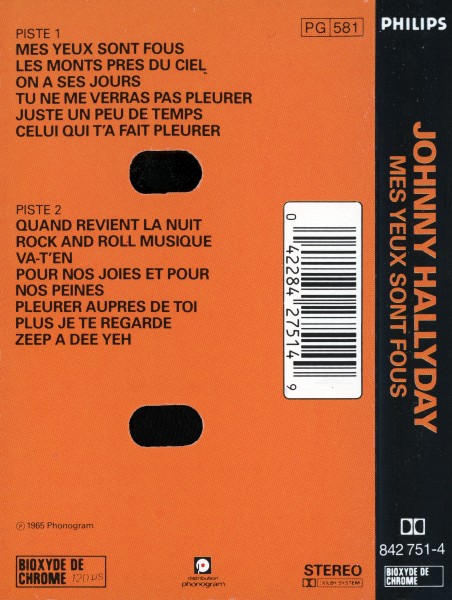 PISTE 1
MES YEUX SONT FOUS
LES MONTS PRES DU CIEL
ON A SES JOURS
TU NE ME VERRAS PAS PLEURER
JUSTE UN PEU DE TEMPS
CELUI QUI T'A FAIT PLEURER
PISTE 2
QUAND REVIENT LA NUIT
ROCK AND ROLL MUSIQUE
VA-T'EN
POUR NOS JOIES ET POUR
NOS PEINES
PLEURER AUPRES DE TOI
PLUS JE TE REGARDE
ZEEP A DEE YEH
℗ 1965 Phonogram
BIOXYDE DE
CHROME 120 µs
distribution
phonogram
STEREO
DOLBY SYSTEM
PG 581
0 42284 27514 9
PHILIPS
JOHNNY HALLYDAY
MES YEUX SONT FOUS
842 751-4
BIOXYDE DE
CHROME